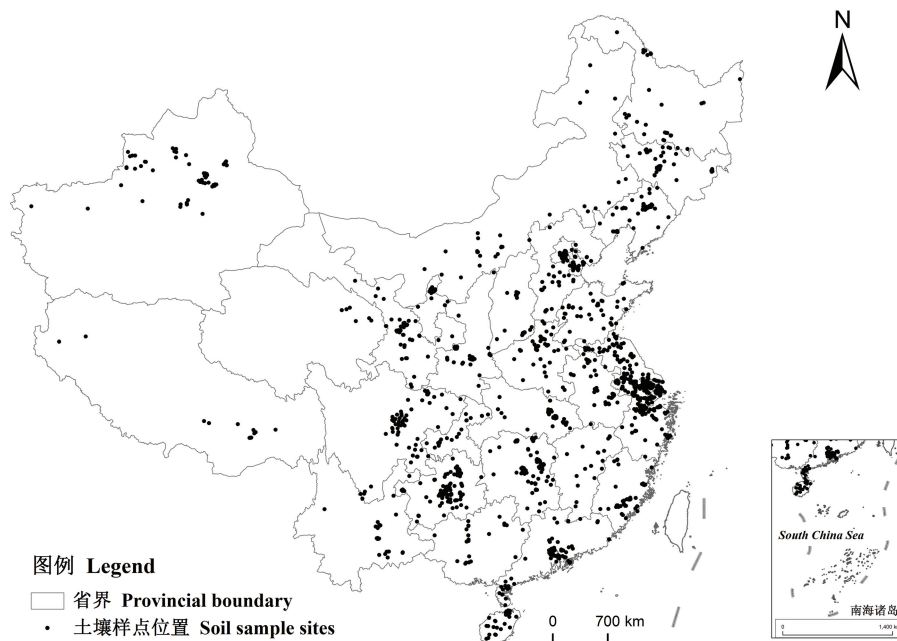 N
图例 Legend
省界 Provincial boundary
土壤样点位置 Soil sample sites
0 700 km
South China Sea
南海诸岛
0 1,400 km